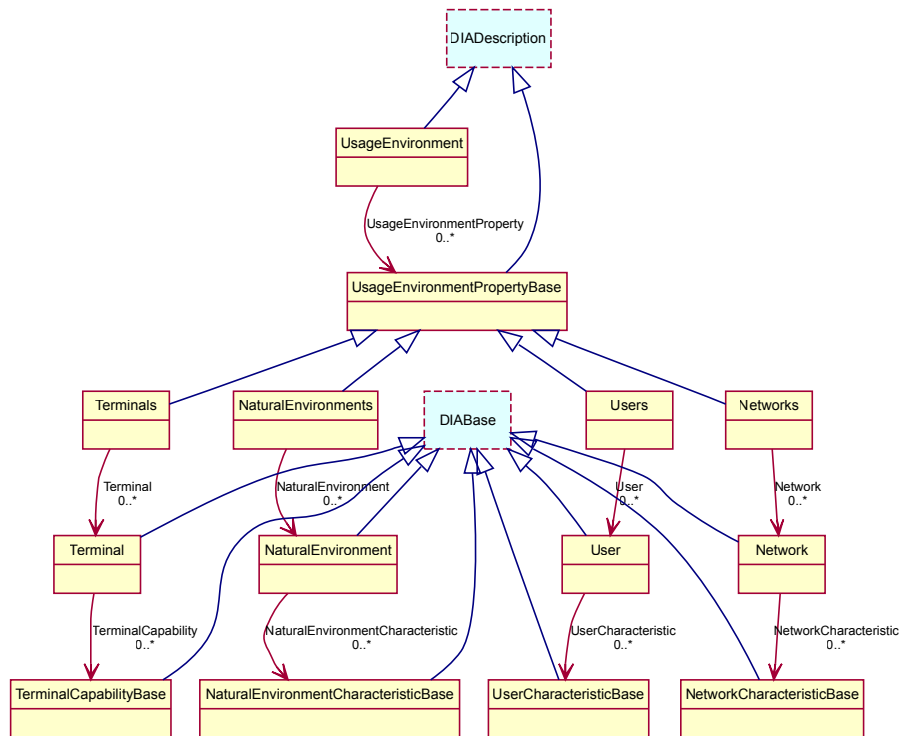 DIADescription
UsageEnvironment
UsageEnvironmentProperty
0..*
UsageEnvironmentPropertyBase
Terminals
NaturalEnvironments
DIABase
Users
Networks
Terminal
0..*
NaturalEnvironment
0..*
User
0..*
Network
0..*
Terminal
NaturalEnvironment
User
Network
TerminalCapability
0..*
NaturalEnvironmentCharacteristic
0..*
UserCharacteristic
0..*
NetworkCharacteristic
0..*
TerminalCapabilityBase
NaturalEnvironmentCharacteristicBase
UserCharacteristicBase
NetworkCharacteristicBase